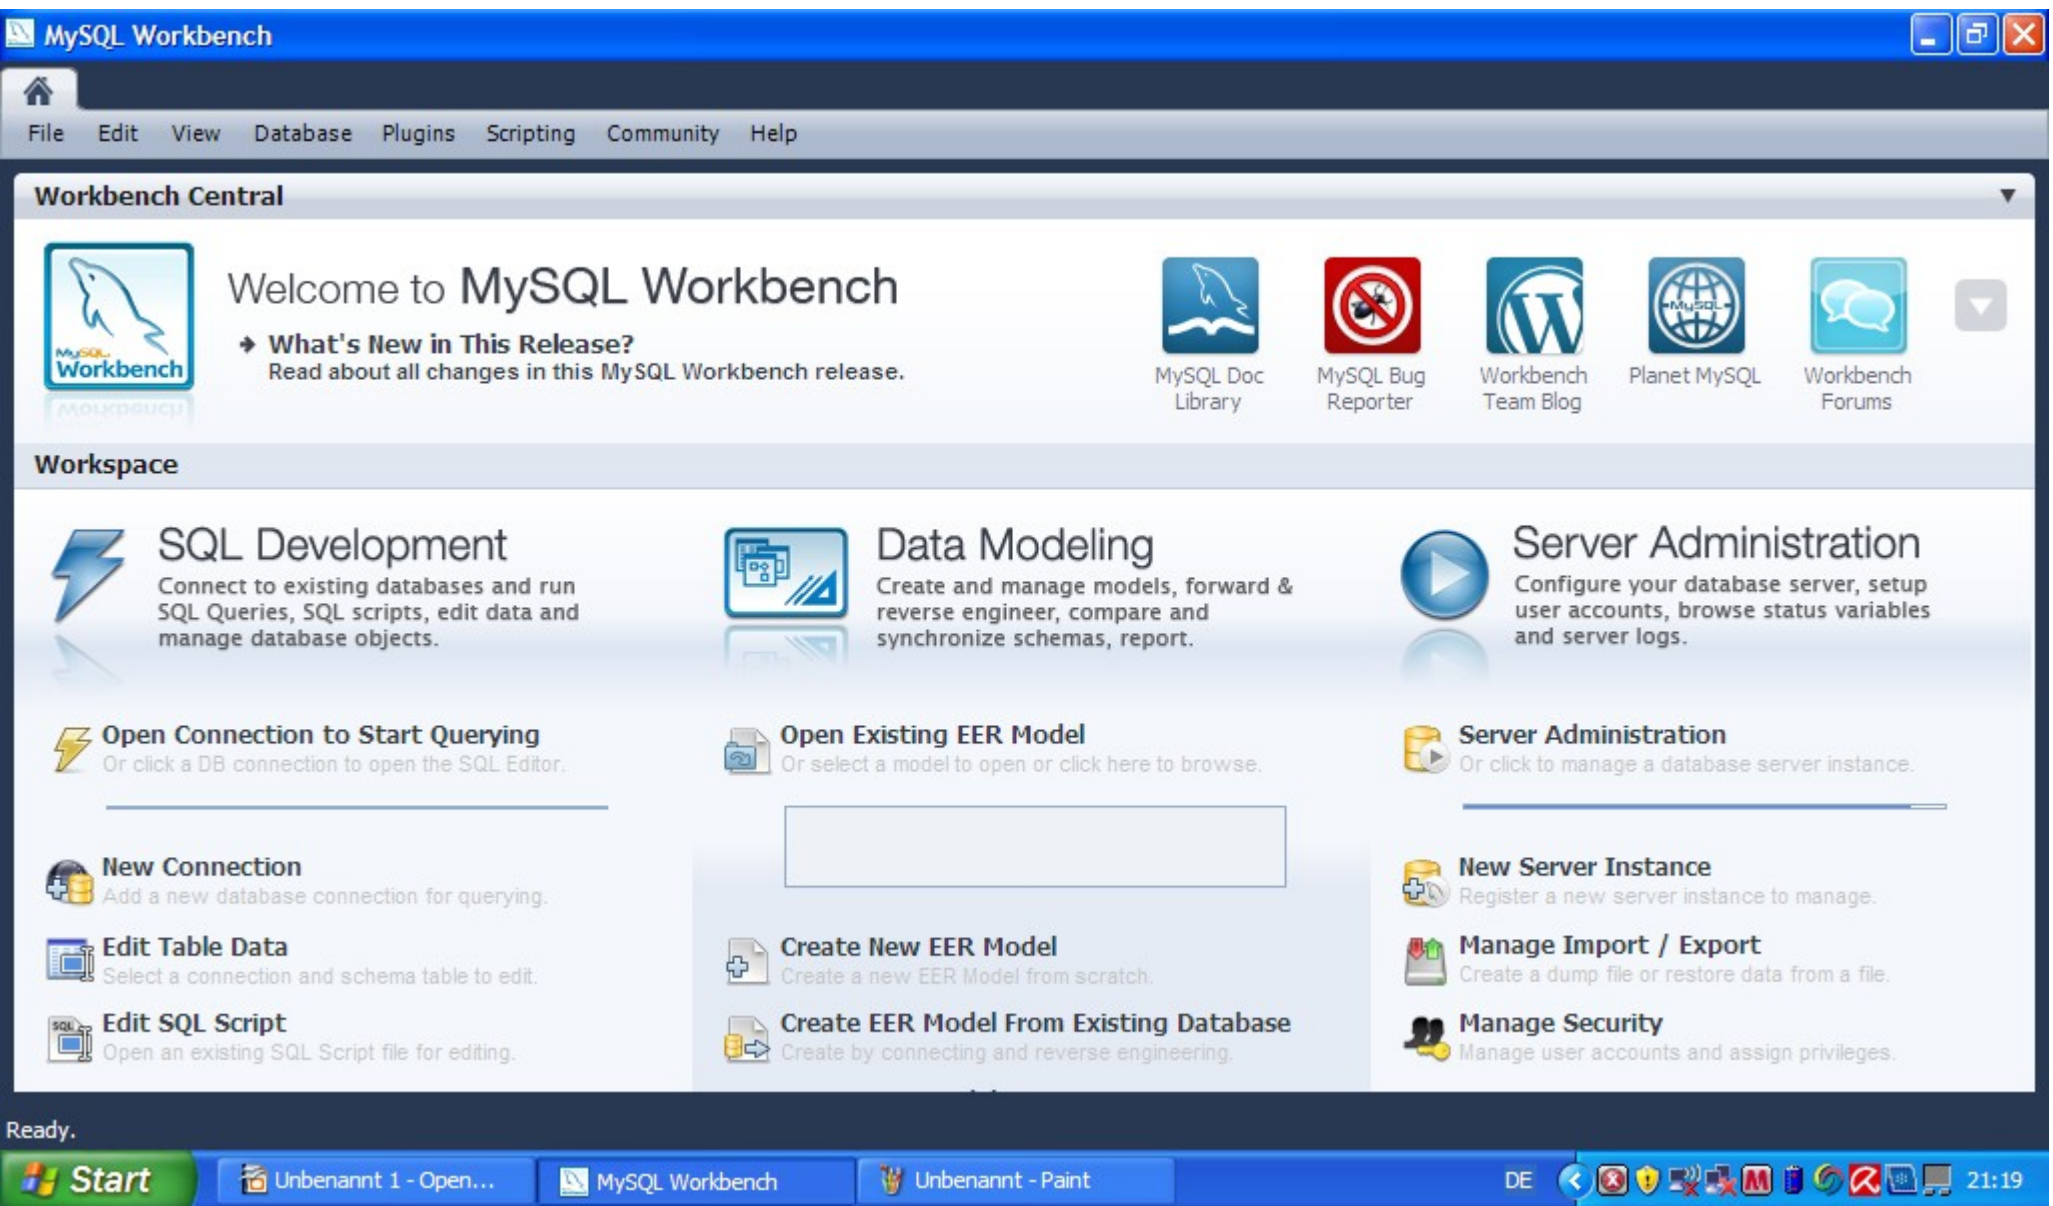 MySQL Workbench
File Edit View Database Plugins Scripting Community Help
Workbench Central
MySQL
Workbench
Welcome to MySQL Workbench
What's New in This Release?
Read about all changes in this MySQL Workbench release.
MySQL Doc
Library
MySQL Bug
Reporter
Workbench
Team Blog
MySQL
Planet MySQL
Workbench
Forums
Workspace
SQL Development
Connect to existing databases and run
SQL Queries, SQL scripts, edit data and
manage database objects.
Data Modeling
Create and manage models, forward &
reverse engineer, compare and
synchronize schemas, report.
Server Administration
Configure your database server, setup
user accounts, browse status variables
and server logs.
Open Connection to Start Querying
Or click a DB connection to open the SQL Editor.
New Connection
Add a new database connection for querying.
Edit Table Data
Select a connection and schema table to edit.
SQL
Edit SQL Script
Open an existing SQL Script file for editing.
Open Existing EER Model
Or select a model to open or click here to browse.
Create New EER Model
Create a new EER Model from scratch.
Create EER Model From Existing Database
Create by connecting and reverse engineering.
Server Administration
Or click to manage a database server instance.
New Server Instance
Register a new server instance to manage.
Manage Import / Export
Create a dump file or restore data from a file.
Manage Security
Manage user accounts and assign privileges.
Ready.
Start
Unbenannt 1 - Open...
MySQL Workbench
Unbenannt - Paint
DE
21:19